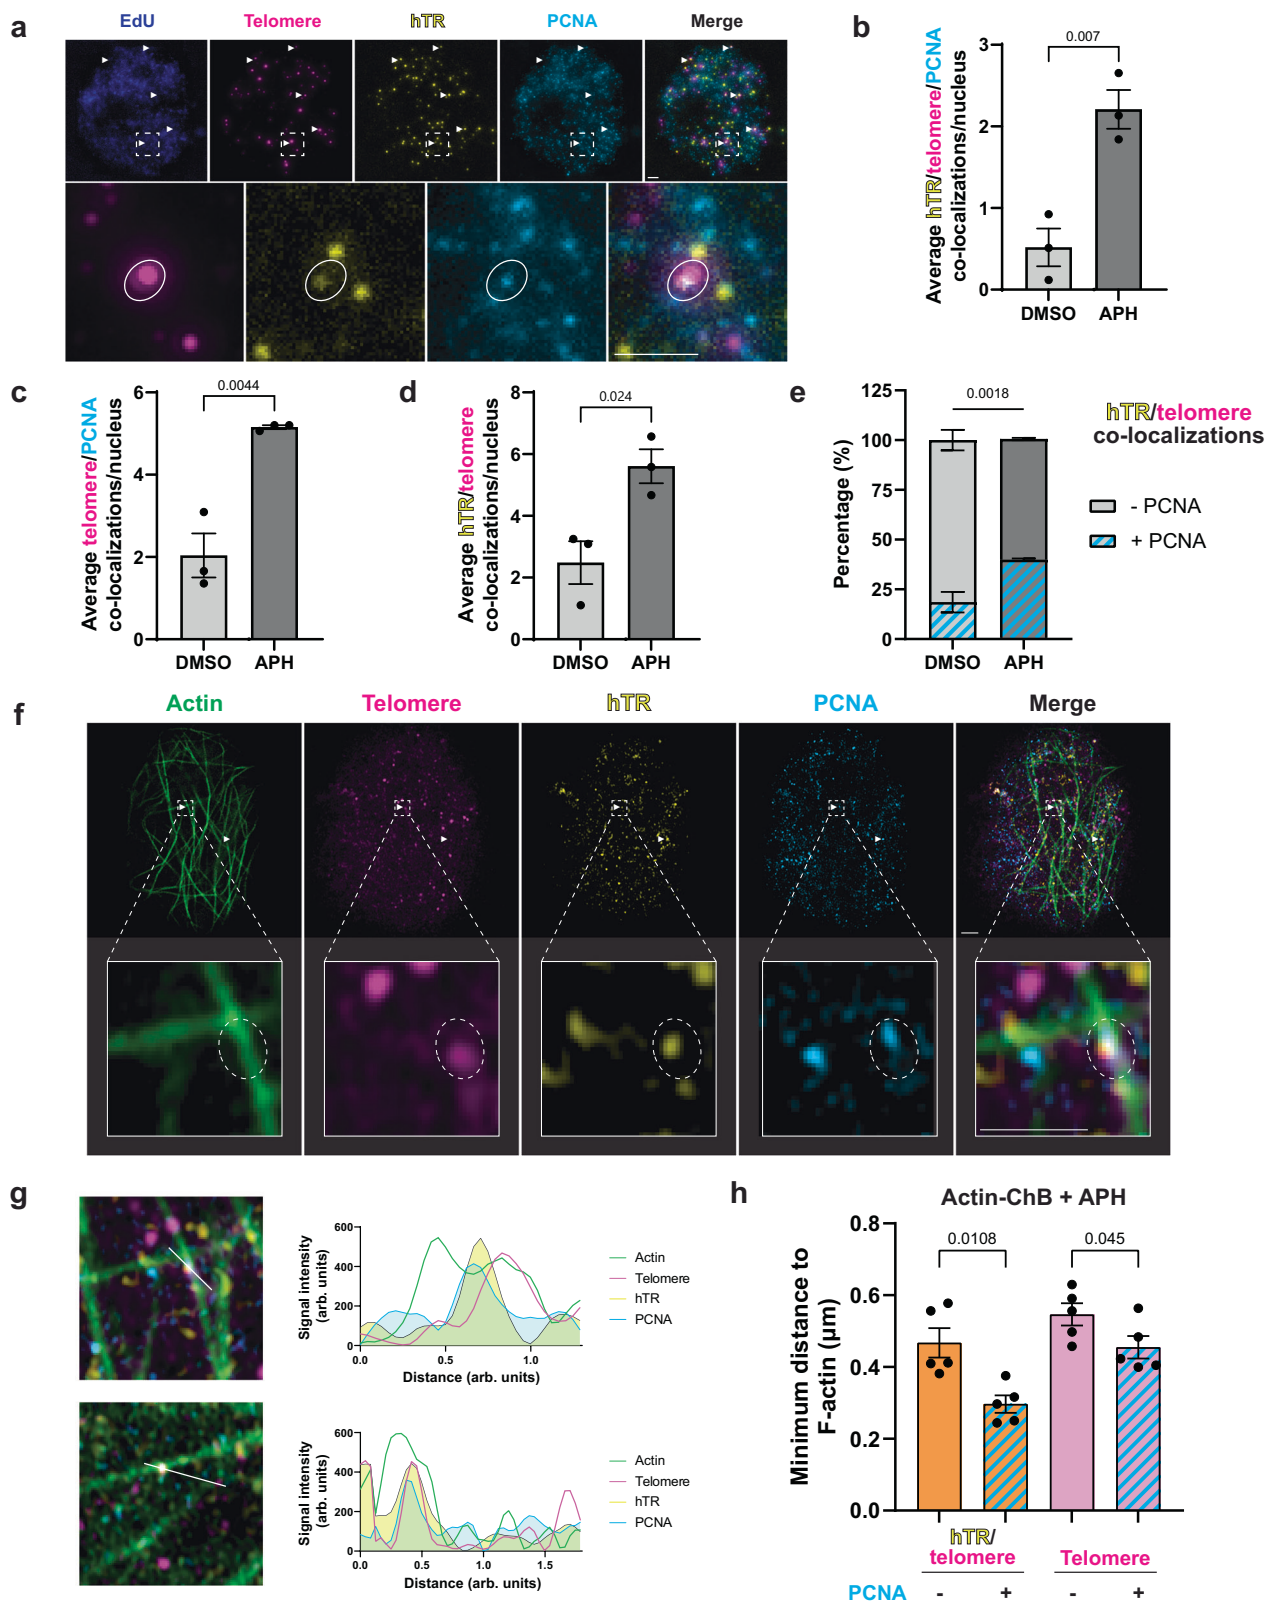 a
EdU
Telomere
hTR
PCNA
Merge
b
Average hTR/telomere/PCNA
co-localizations/nucleus
3
2
1
0
0.007
DMSO
APH
c
Average telomere/PCNA
co-localizations/nucleus
6
4
2
0
0.0044
DMSO
APH
d
Average hTR/telomere
co-localizations/nucleus
8
6
4
2
0
0.024
DMSO
APH
e
Percentage (%)
125
100
75
50
25
0
0.0018
DMSO
APH
hTR/telomere
co-localizations
- PCNA
+ PCNA
f
Actin
Telomere
hTR
PCNA
Merge
g
Signal intensity
(arb. units)
600
400
200
0
0.0
0.5
1.0
Distance (arb. units)
Actin
Telomere
hTR
PCNA
Signal intensity
(arb. units)
600
400
200
0
0.0
0.5
1.0
1.5
Distance (arb. units)
Actin
Telomere
hTR
PCNA
h
Actin-ChB + APH
Minimum distance to
F-actin (µm)
0.8
0.6
0.4
0.2
0.0
0.0108
0.045
hTR/
telomere
Telomere
PCNA
-
+
-
+